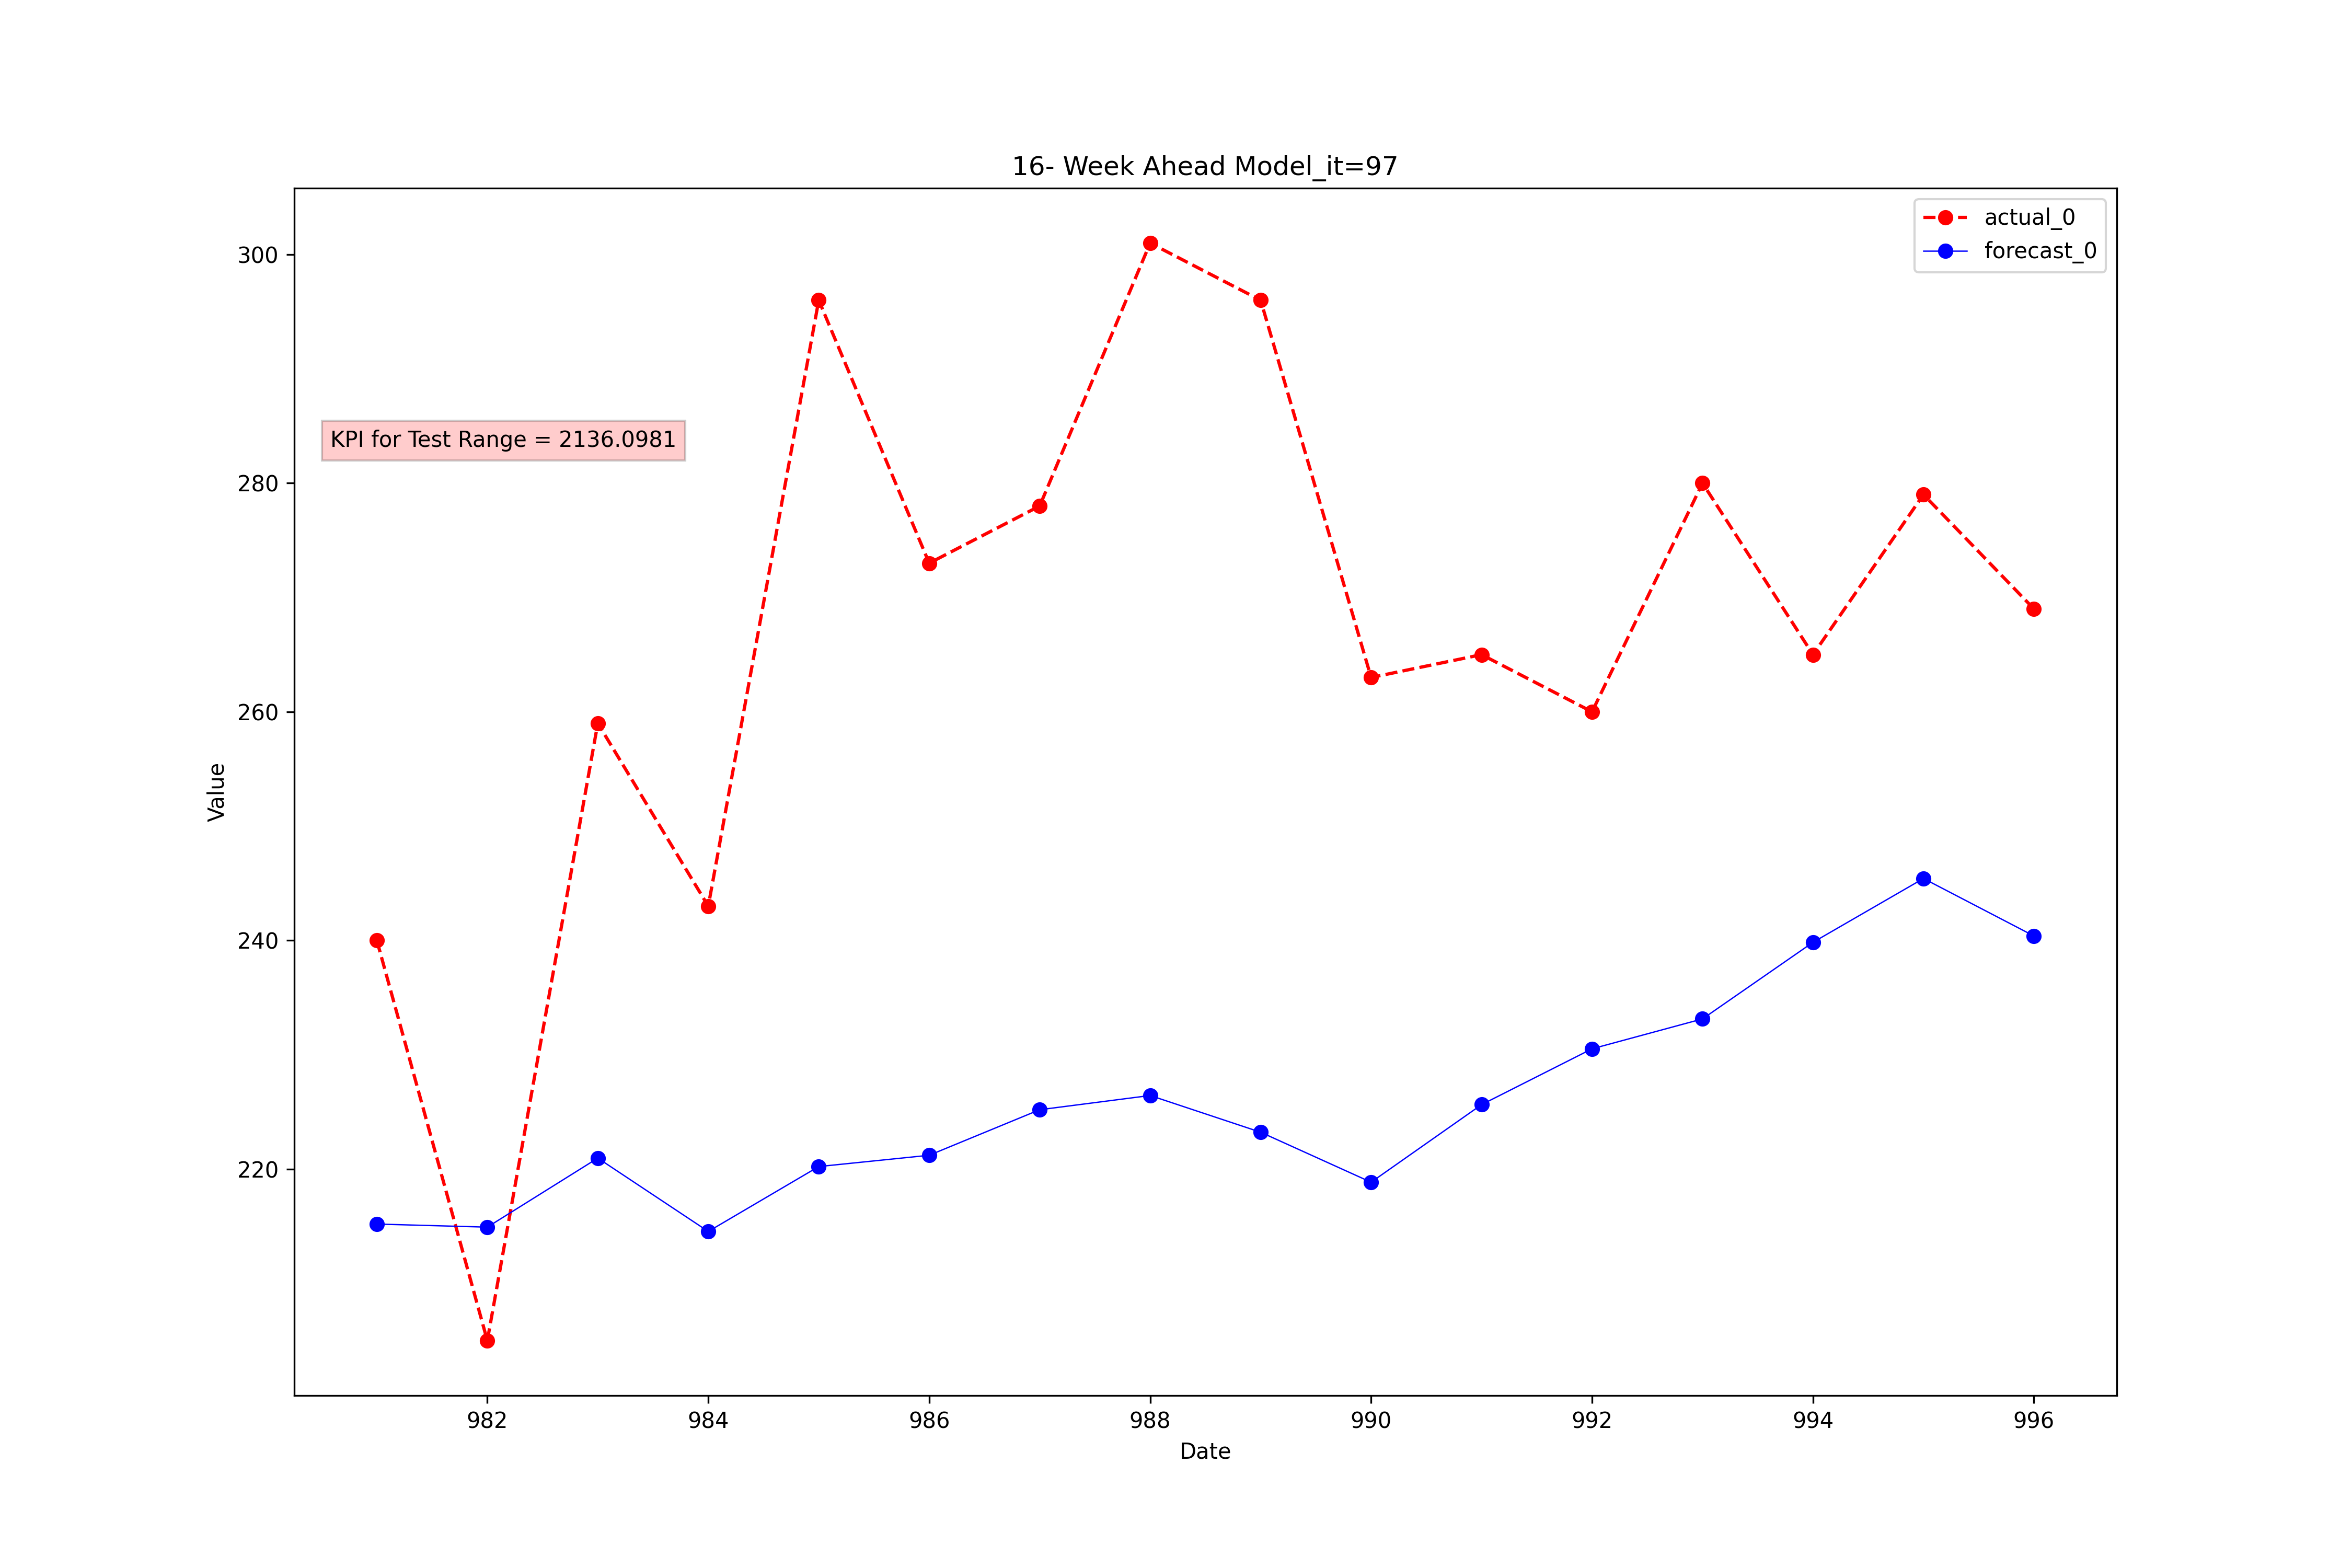 16- Week Ahead Model_it=97
actual_0
forecast_0
KPI for Test Range = 2136.0981
300
280
260
240
220
Value
982 984 986 988 990 992 994 996
Date